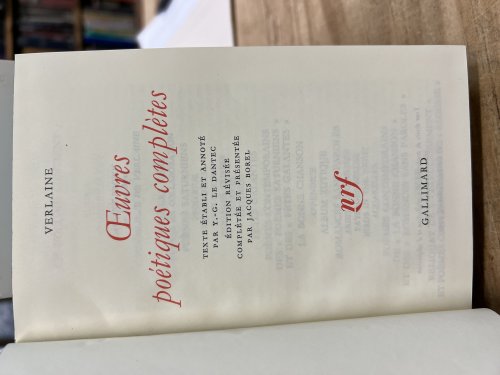 VERLAINE
Œuvres
poétiques complètes
TEXTE ÉTABLI ET ANNOTÉ
PAR Y.-G. LE DANTEC
ÉDITION RÉVISÉE
COMPLÉTÉE ET PRÉSENTÉE
PAR JACQUES BOREL
nrf
GALLIMARD